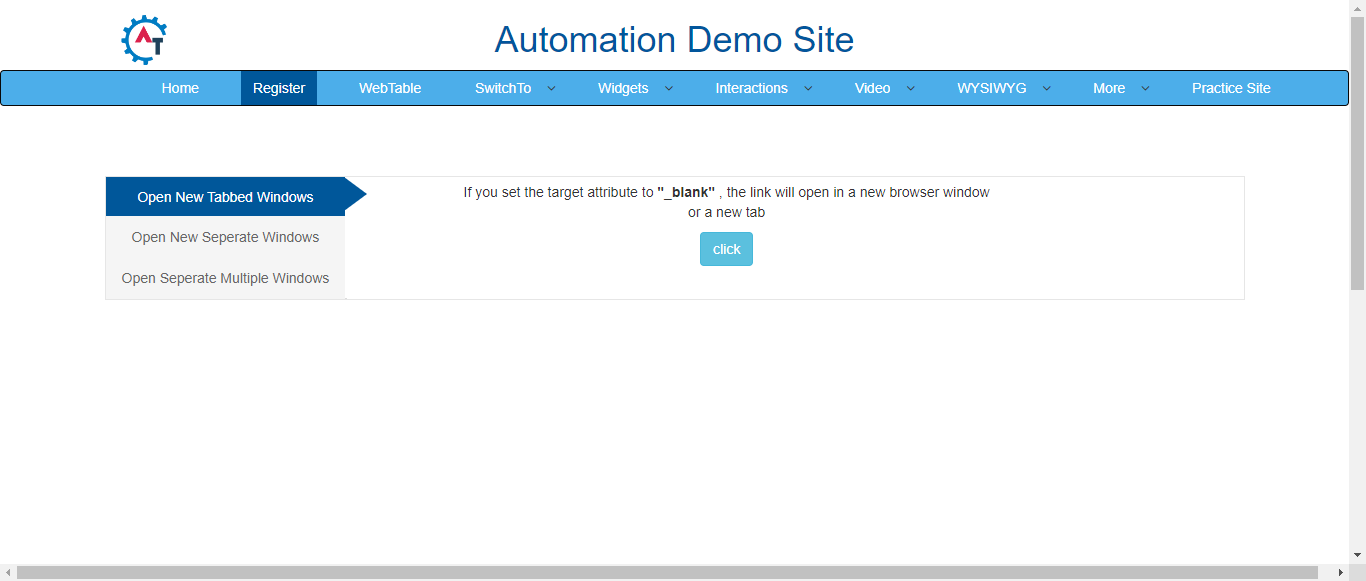 AT
Automation Demo Site
Home Register WebTable SwitchTo Widgets Interactions Video WYSIWYG More Practice Site
Open New Tabbed Windows
Open New Seperate Windows
Open Seperate Multiple Windows
If you set the target attribute to "_blank" , the link will open in a new browser window
or a new tab
click